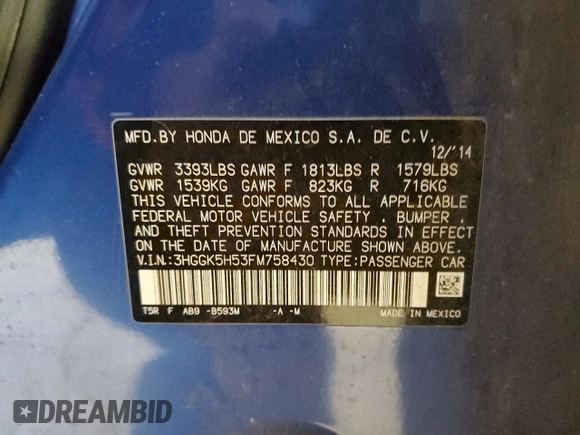 MFD. BY HONDA DE MEXICO S.A. DE C.V.
12/'14
GVWR 3393LBS GAWR F 1813LBS R 1579LBS
GVWR 1539KG GAWR F 823KG R 716KG
THIS VEHICLE CONFORMS TO ALL APPLICABLE
FEDERAL MOTOR VEHICLE SAFETY , BUMPER ,
AND THEFT PREVENTION STANDARDS IN EFFECT
ON THE DATE OF MANUFACTURE SHOWN ABOVE.
V.I.N.:3HGGK5H53FM758430 TYPE:PASSENGER CAR
T5R F AB9 -B593M -A -M MADE IN MEXICO
DREAMBID